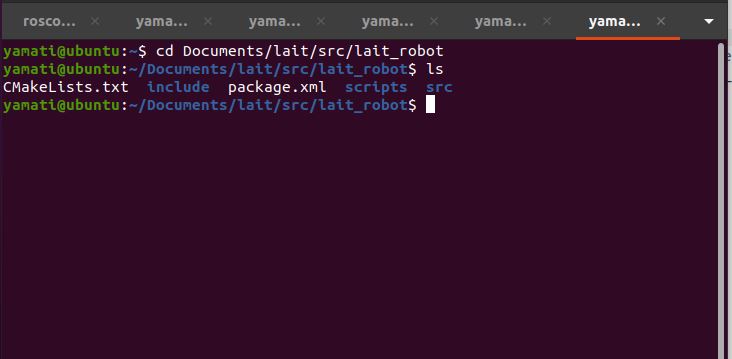 rosco... yama... yama... yama... yama... yama...
yamati@ubuntu:~$ cd Documents/lait/src/lait_robot
yamati@ubuntu:~/Documents/lait/src/lait_robot$ ls
CMakeLists.txt  include  package.xml  scripts  src
yamati@ubuntu:~/Documents/lait/src/lait_robot$